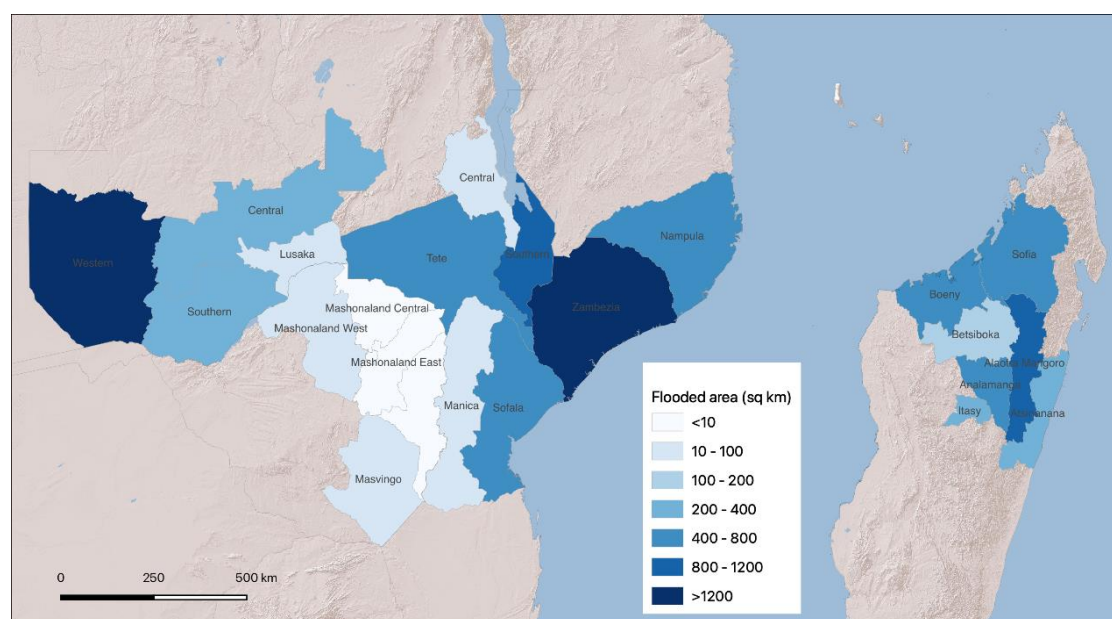 Central
Western
Central
Lusaka
Southern
Tete
Southern
Nampula
Zambezia
Mashonaland Central
Mashonaland West
Mashonaland East
Manica
Sofala
Masvingo
Sofia
Boeny
Betsiboka
Alaotra Mangoro
Analamanga
Itasy
Atsinanana
Flooded area (sq km)
<10
10 - 100
100 - 200
200 - 400
400 - 800
800 - 1200
>1200
0 250 500 km